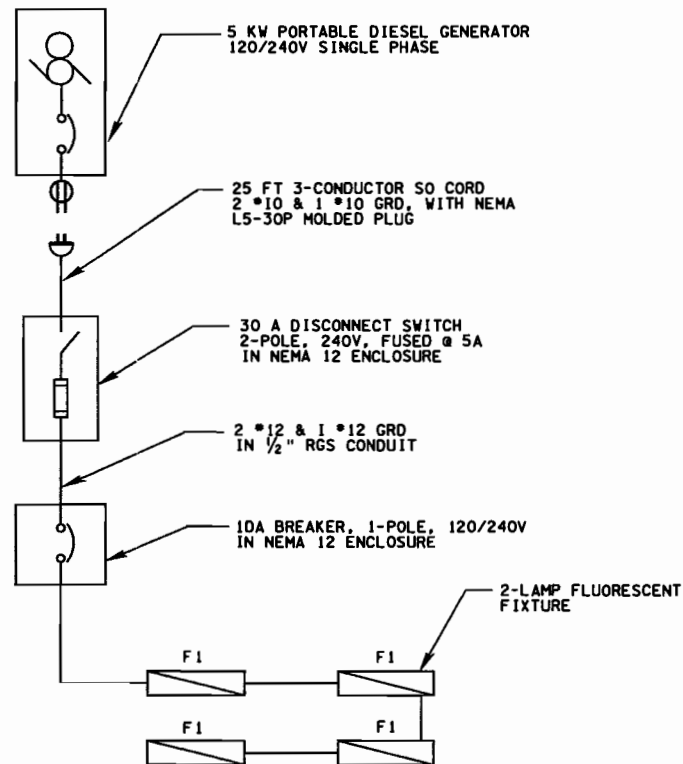 5 KW PORTABLE DIESEL GENERATOR
120/240V SINGLE PHASE
25 FT 3-CONDUCTOR SO CORD
2 #10 & 1 #10 GRD, WITH NEMA
L5-30P MOLDED PLUG
30 A DISCONNECT SWITCH
2-POLE, 240V, FUSED @ 5A
IN NEMA 12 ENCLOSURE
2 #12 & 1 #12 GRD
IN 1/2" RGS CONDUIT
10A BREAKER, 1-POLE, 120/240V
IN NEMA 12 ENCLOSURE
2-LAMP FLUORESCENT
FIXTURE
F1
F1
F1
F1